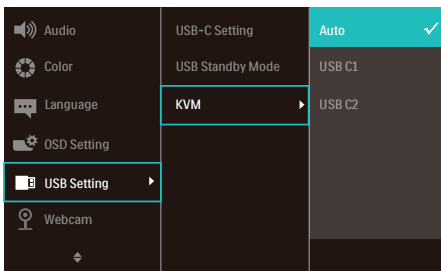 Audio
Color
Language
OSD Setting
USB Setting
Webcam
USB-C Setting
USB Standby Mode
KVM
Auto
USB C1
USB C2